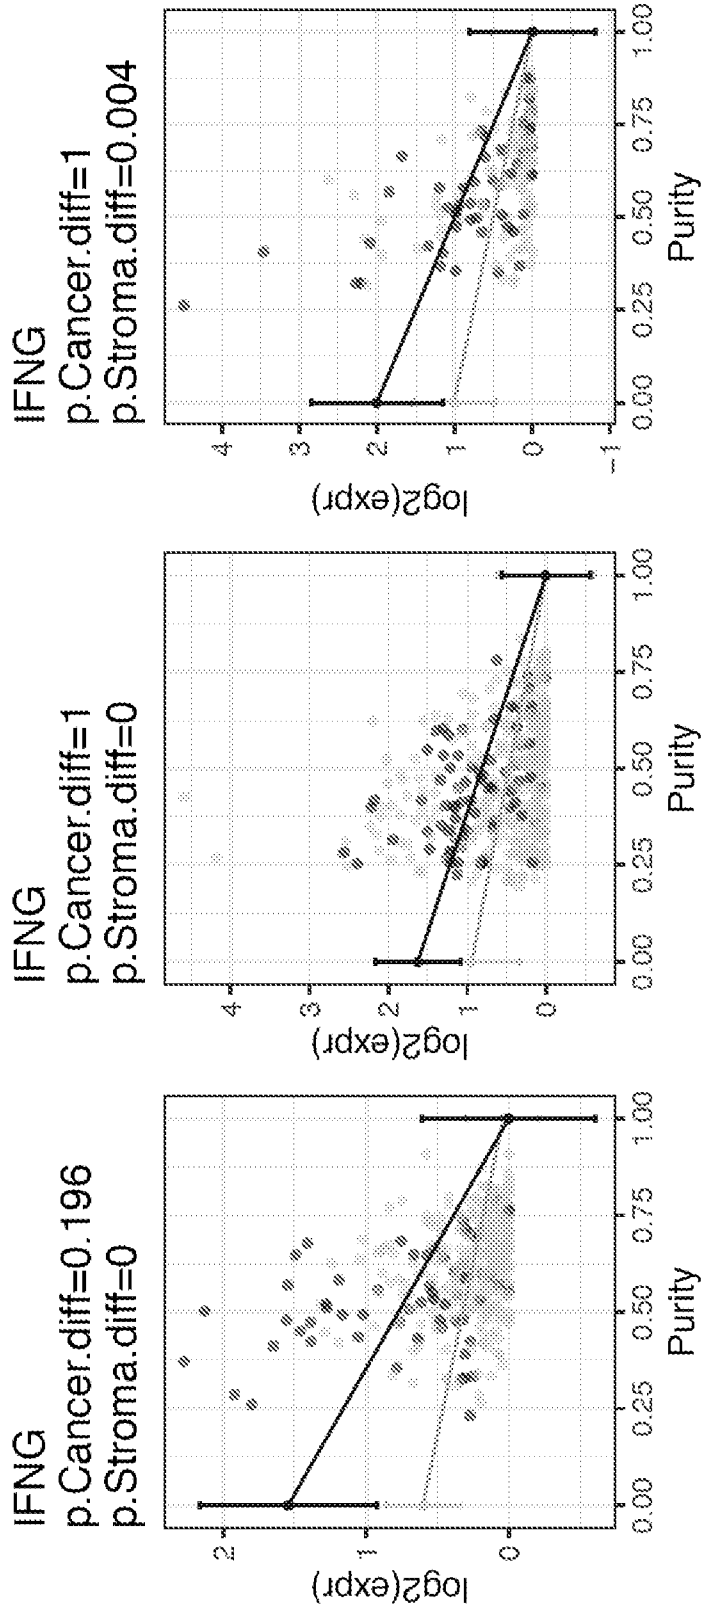 IFNG
p.Cancer.diff=0.196
p.Stroma.diff=0
log2(expr)
2
1
0
0.00
0.25
0.50
0.75
1.00
Purity
IFNG
p.Cancer.diff=1
p.Stroma.diff=0
log2(expr)
4
3
2
1
0
0.00
0.25
0.50
0.75
1.00
Purity
IFNG
p.Cancer.diff=1
p.Stroma.diff=0.004
log2(expr)
4
3
2
1
0
−1
0.00
0.25
0.50
0.75
1.00
Purity